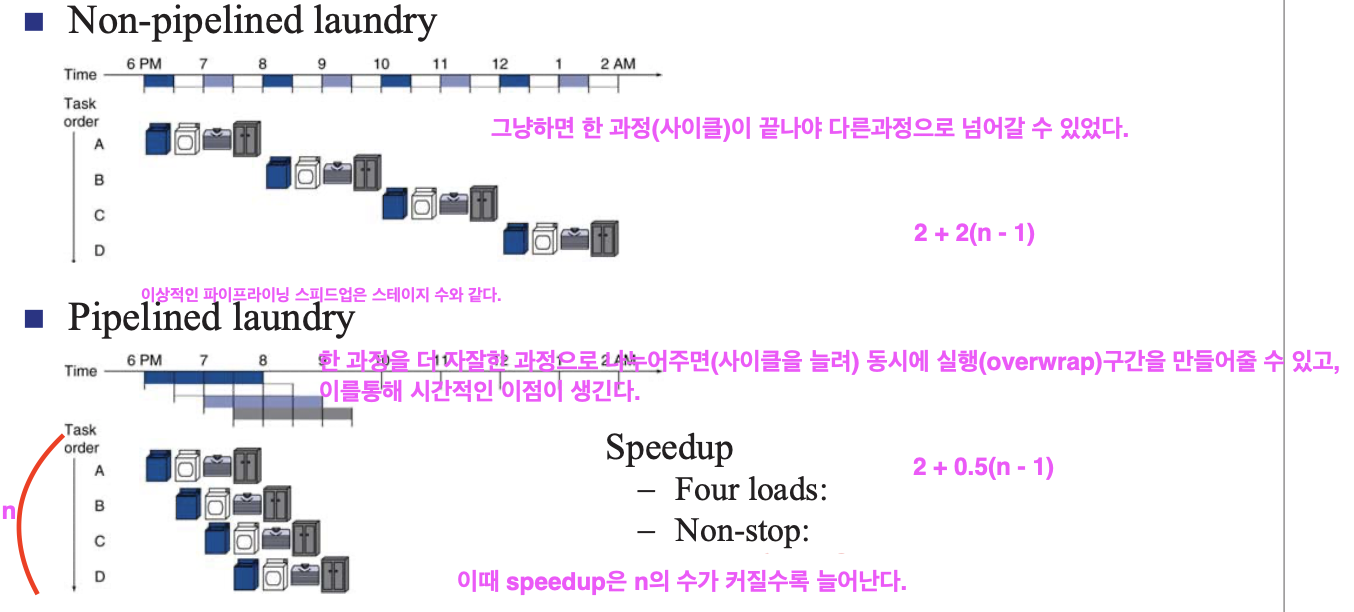 ■ Non-pipelined laundry
6 PM 7 8 9 10 11 12 1 2 AM
Time
Task
order
A
그냥하면 한 과정(사이클)이 끝나야 다른과정으로 넘어갈 수 있었다.
B
C
2 + 2(n - 1)
D
이상적인 파이프라이닝 스피드업은 스테이지 수와 같다.
■ Pipelined laundry
6 PM 7 8 9 10 11 12 1 2 AM
Time
한 과정을 더 자잘한 과정으로 나누어주면(사이클을 늘려) 동시에 실행(overwrap)구간을 만들어줄 수 있고,
이를통해 시간적인 이점이 생긴다.
Task
order
A
B
C
D
n
Speedup
– Four loads:
– Non-stop:
2 + 0.5(n - 1)
이때 speedup은 n의 수가 커질수록 늘어난다.